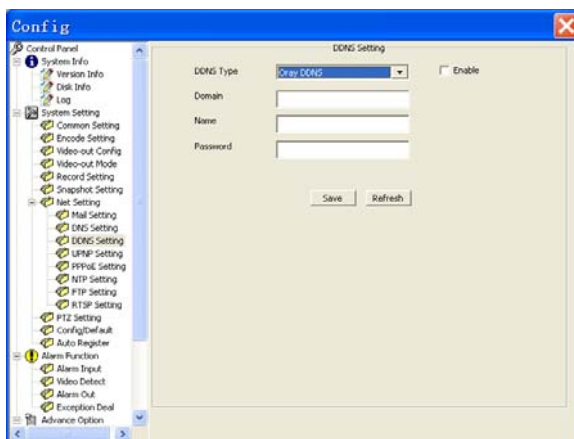 Config
Control Panel
System Info
Version Info
Disk Info
Log
System Setting
Common Setting
Encode Setting
Video-out Config
Video-out Mode
Record Setting
Snapshot Setting
Net Setting
Mail Setting
DNS Setting
DDNS Setting
UPNP Setting
PPPoE Setting
NTP Setting
FTP Setting
RTSP Setting
PTZ Setting
Config/Default
Auto Register
Alarm Function
Alarm Input
Video Detect
Alarm Out
Exception Deal
Advance Option
DDNS Setting
DDNS Type
Oray DDNS
Enable
Domain
Name
Password
Save
Refresh